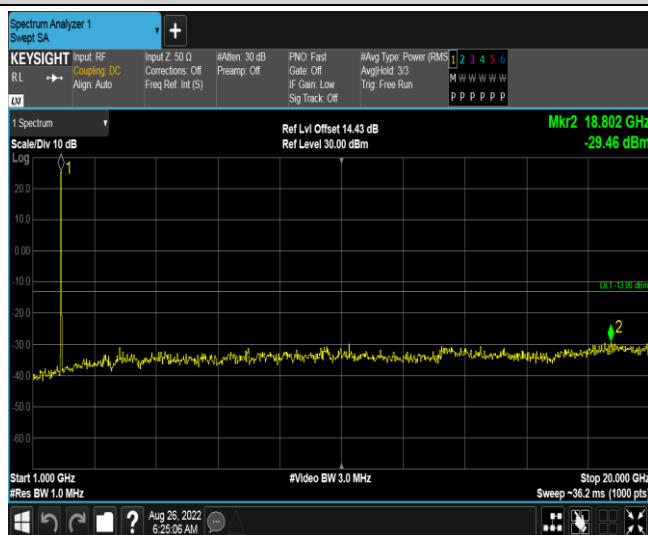 Spectrum Analyzer 1
Swept SA
+
KEYSIGHT Input: RF Input Z: 50 Ω #Atten: 30 dB PNO: Fast #Avg Type: Power (RMS 1 2 3 4 5 6
R L Coupling: DC Corrections: Off Preamp: Off Gate: Off Avg|Hold: 3/3 M W W W W W
Align: Auto Freq Ref: Int (S) IF Gain: Low Trig: Free Run
Sig Track: Off P P P P P P
LXI
1 Spectrum Ref Lvl Offset 14.43 dB Mkr2 18.802 GHz
Scale/Div 10 dB Ref Level 30.00 dBm -29.46 dBm
Log 1
20.0
10.0
0.00
-10.0 DL1 -13.00 dBm
-20.0
2
-30.0
-40.0
-50.0
-60.0
Start 1.000 GHz #Video BW 3.0 MHz Stop 20.000 GHz
#Res BW 1.0 MHz Sweep ~36.2 ms (1000 pts)
? Aug 26, 2022
6:25:06 AM